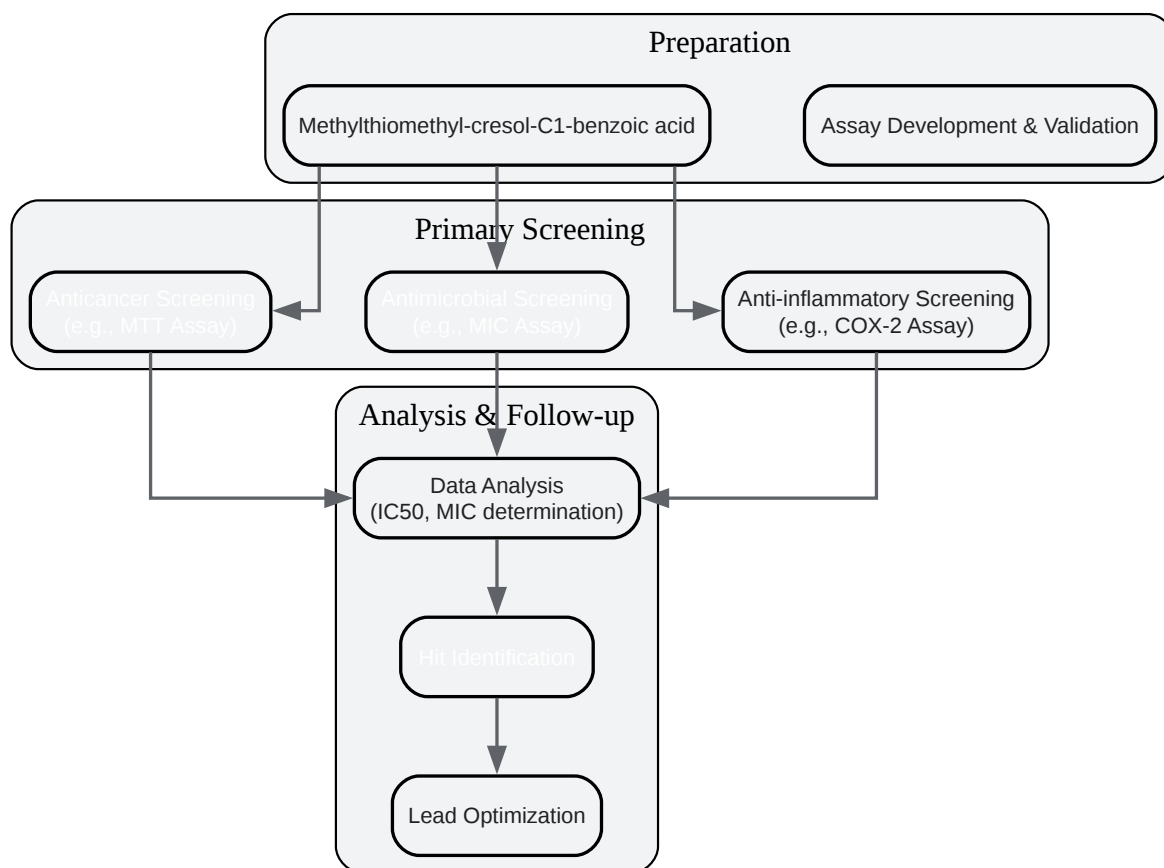 Preparation
Methylthiomethyl-cresol-C1-benzoic acid
Assay Development & Validation
Primary Screening
Anticancer Screening
(e.g., MTT Assay)
Antimicrobial Screening
(e.g., MIC Assay)
Anti-inflammatory Screening
(e.g., COX-2 Assay)
Analysis & Follow-up
Data Analysis
(IC50, MIC determination)
Hit Identification
Lead Optimization